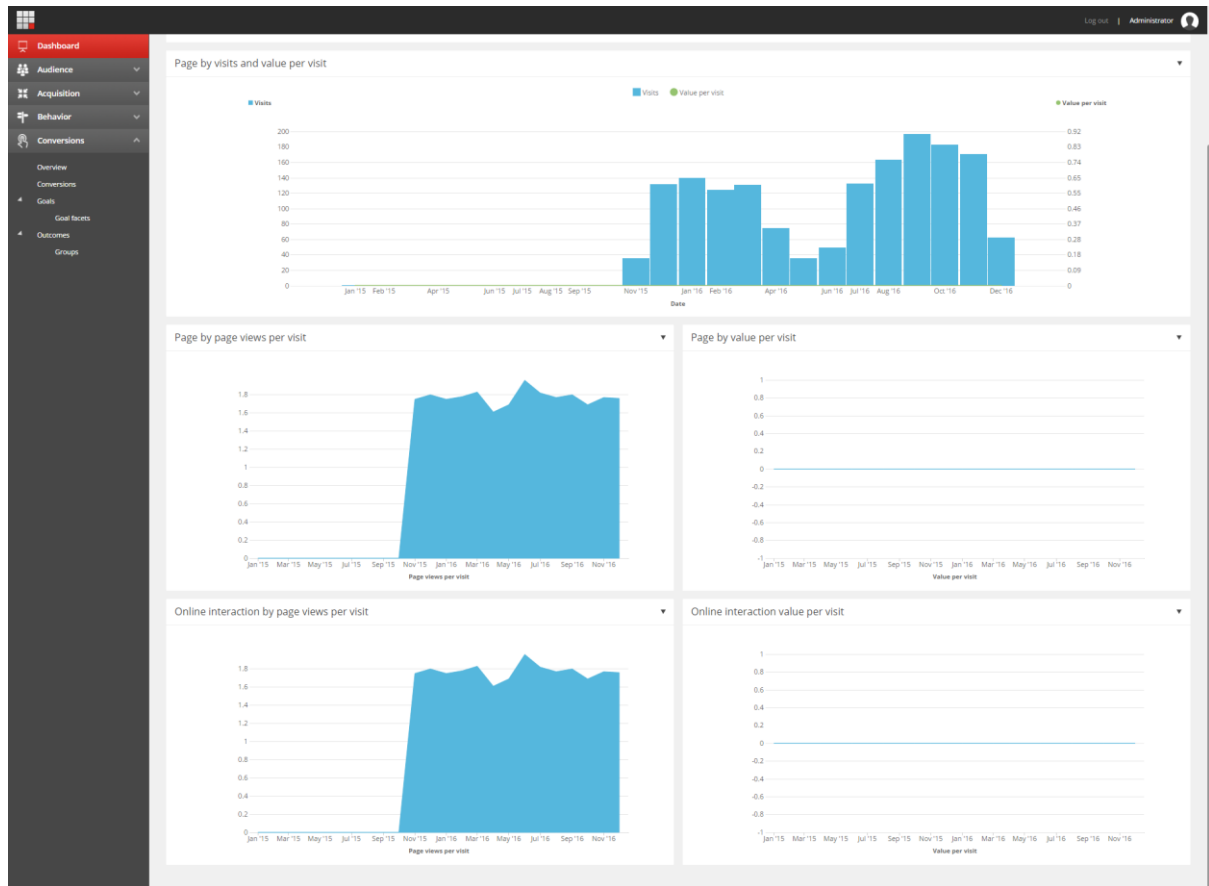 Log out | Administrator
Dashboard
Audience
Acquisition
Behavior
Conversions
Overview
Conversions
Goals
Goal facets
Outcomes
Groups
Page by visits and value per visit
Visits Value per visit
Visits
Value per visit
200 0.92
180 0.83
160 0.74
140 0.65
120 0.55
100 0.46
80 0.37
60 0.28
40 0.18
20 0.09
0 0
Jan '15 Feb '15 Apr '15 Jun '15 Jul '15 Aug '15 Sep '15 Nov '15 Jan '16 Feb '16 Apr '16 Jun '16 Jul '16 Aug '16 Oct '16 Dec '16
Date
Page by page views per visit
1.8
1.6
1.4
1.2
1
0.8
0.6
0.4
0.2
0
Jan '15 Mar '15 May '15 Jul '15 Sep '15 Nov '15 Jan '16 Mar '16 May '16 Jul '16 Sep '16 Nov '16
Page views per visit
Page by value per visit
1
0.8
0.6
0.4
0.2
0
-0.2
-0.4
-0.6
-0.8
-1
Jan '15 Mar '15 May '15 Jul '15 Sep '15 Nov '15 Jan '16 Mar '16 May '16 Jul '16 Sep '16 Nov '16
Value per visit
Online interaction by page views per visit
1.8
1.6
1.4
1.2
1
0.8
0.6
0.4
0.2
0
Jan '15 Mar '15 May '15 Jul '15 Sep '15 Nov '15 Jan '16 Mar '16 May '16 Jul '16 Sep '16 Nov '16
Page views per visit
Online interaction value per visit
1
0.8
0.6
0.4
0.2
0
-0.2
-0.4
-0.6
-0.8
-1
Jan '15 Mar '15 May '15 Jul '15 Sep '15 Nov '15 Jan '16 Mar '16 May '16 Jul '16 Sep '16 Nov '16
Value per visit